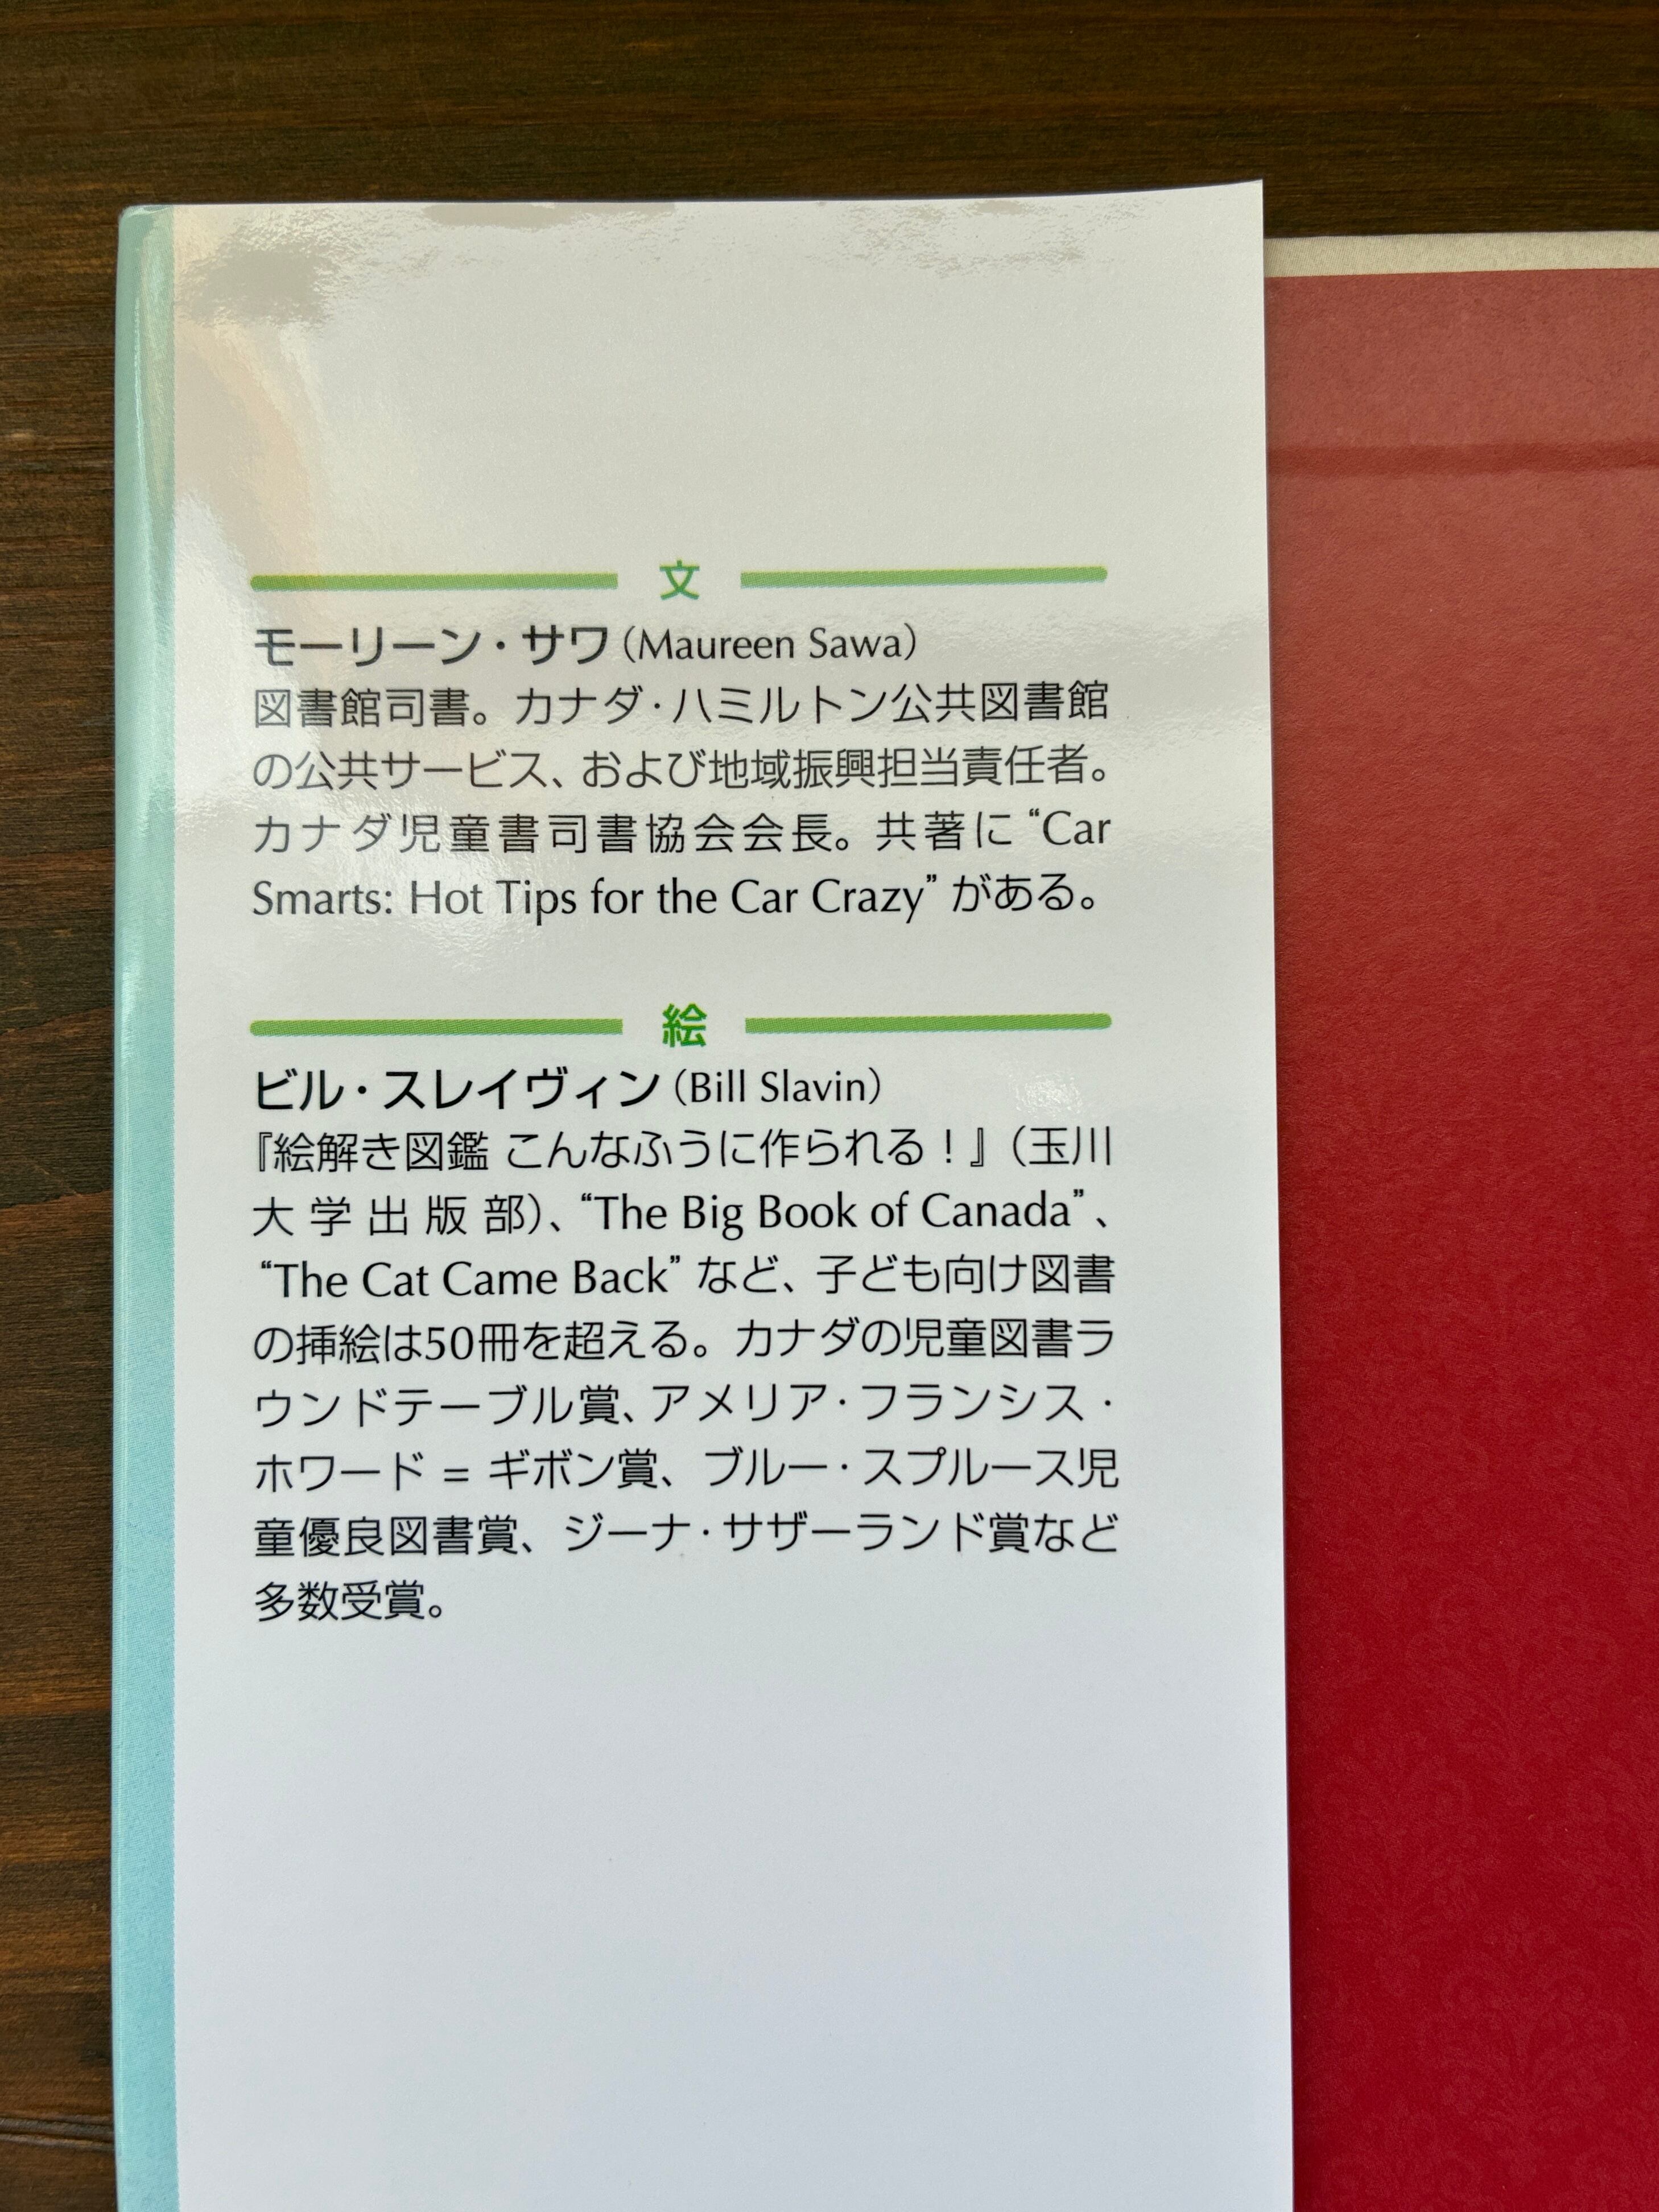 文
モーリーン・サワ（Maureen Sawa）
図書館司書。カナダ・ハミルトン公共図書館
の公共サービス、および地域振興担当責任者。
カナダ児童書司書協会会長。共著に “Car
Smarts: Hot Tips for the Car Crazy” がある。
絵
ビル・スレイヴィン（Bill Slavin）
『絵解き図鑑 こんなふうに作られる！』（玉川
大学出版部）、“The Big Book of Canada”、
“The Cat Came Back” など、子ども向け図書
の挿絵は50冊を超える。カナダの児童図書ラ
ウンドテーブル賞、アメリア・フランシス・
ホワード = ギボン賞、ブルー・スプルース児
童優良図書賞、ジーナ・サザーランド賞など
多数受賞。